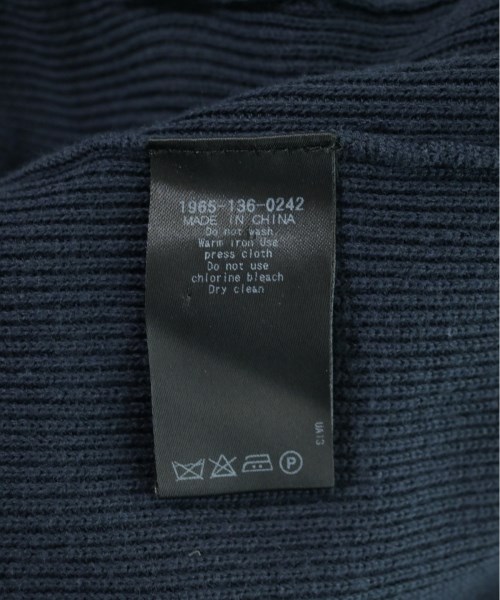 1965-136-0242
MADE IN CHINA
Do not wash
Warm iron Use
press cloth
Do not use
chlorine bleach
Dry clean
P